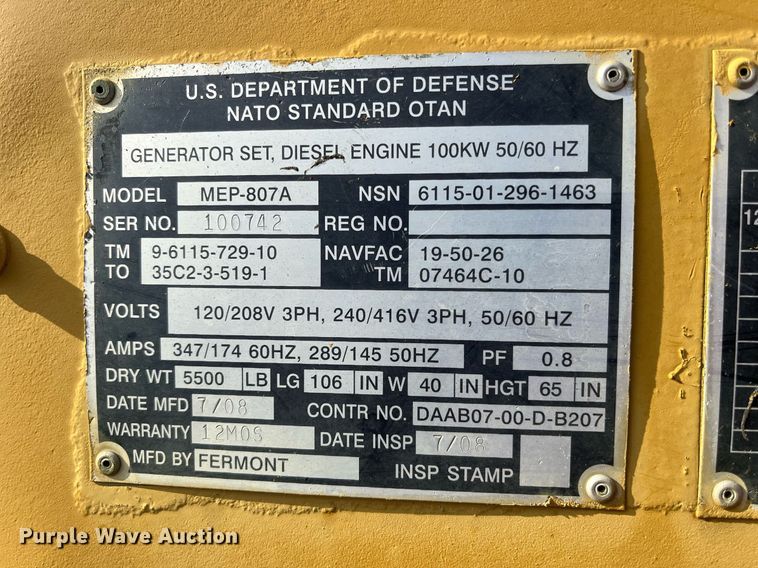 U.S. DEPARTMENT OF DEFENSE
NATO STANDARD OTAN
GENERATOR SET, DIESEL ENGINE 100KW 50/60 HZ
MODEL MEP-807A NSN 6115-01-296-1463
SER NO. 100742 REG NO.
TM 9-6115-729-10 NAVFAC 19-50-26
TO 35C2-3-519-1 TM 07464C-10
VOLTS 120/208V 3PH, 240/416V 3PH, 50/60 HZ
AMPS 347/174 60HZ, 289/145 50HZ PF 0.8
DRY WT 5500 LB LG 106 IN W 40 IN HGT 65 IN
DATE MFD 7/08 CONTR NO. DAAB07-00-D-B207
WARRANTY 12MOS DATE INSP 7/08
MFD BY FERMONT INSP STAMP
12
Purple Wave Auction